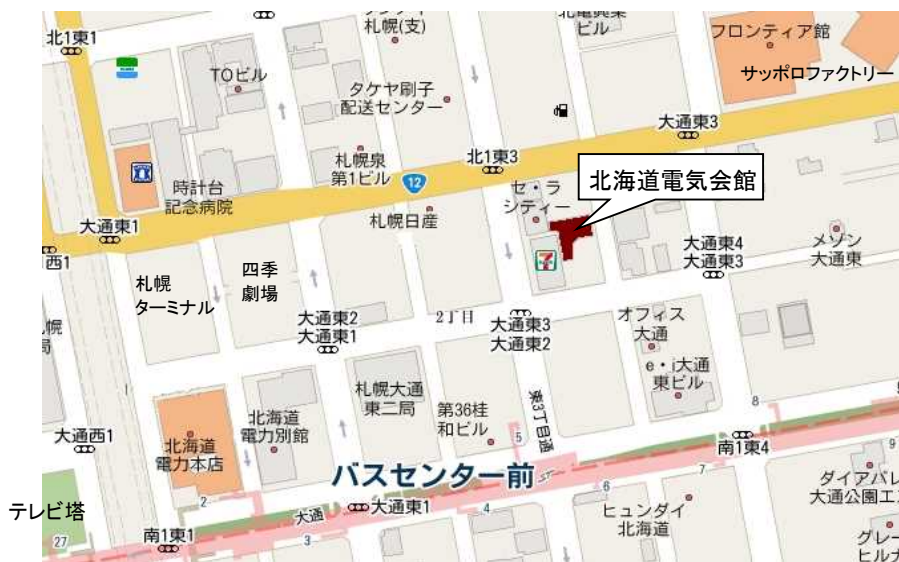 北1東1
札幌(支)
ビル
フロンティア館
TOビル
タケヤ刷子
配送センター
サッポロファクトリー
大通東3
札幌泉
第1ビル
北1東3
北海道電気会館
12
時計台
記念病院
セ・ラ
シティー
札幌日産
大通東1
西1
大通東4
大通東3
メゾン
大通東
札幌
ターミナル
四季
劇場
大通東2
大通東1
2丁目
大通東3
大通東2
オフィス
大通
e・i大通
東ビル
札幌大通
東二局
北海道
電力別館
第36桂
和ビル
東3丁目通
大通西1
北海道
電力本店
5
8
南1東4
9
バスセンター前
テレビ塔
2
大通
大通東1
4
6
7
ヒュンダイ
北海道
ダイアパレ
大通公園エ
27
南1東1
3
グレー
ヒルナ